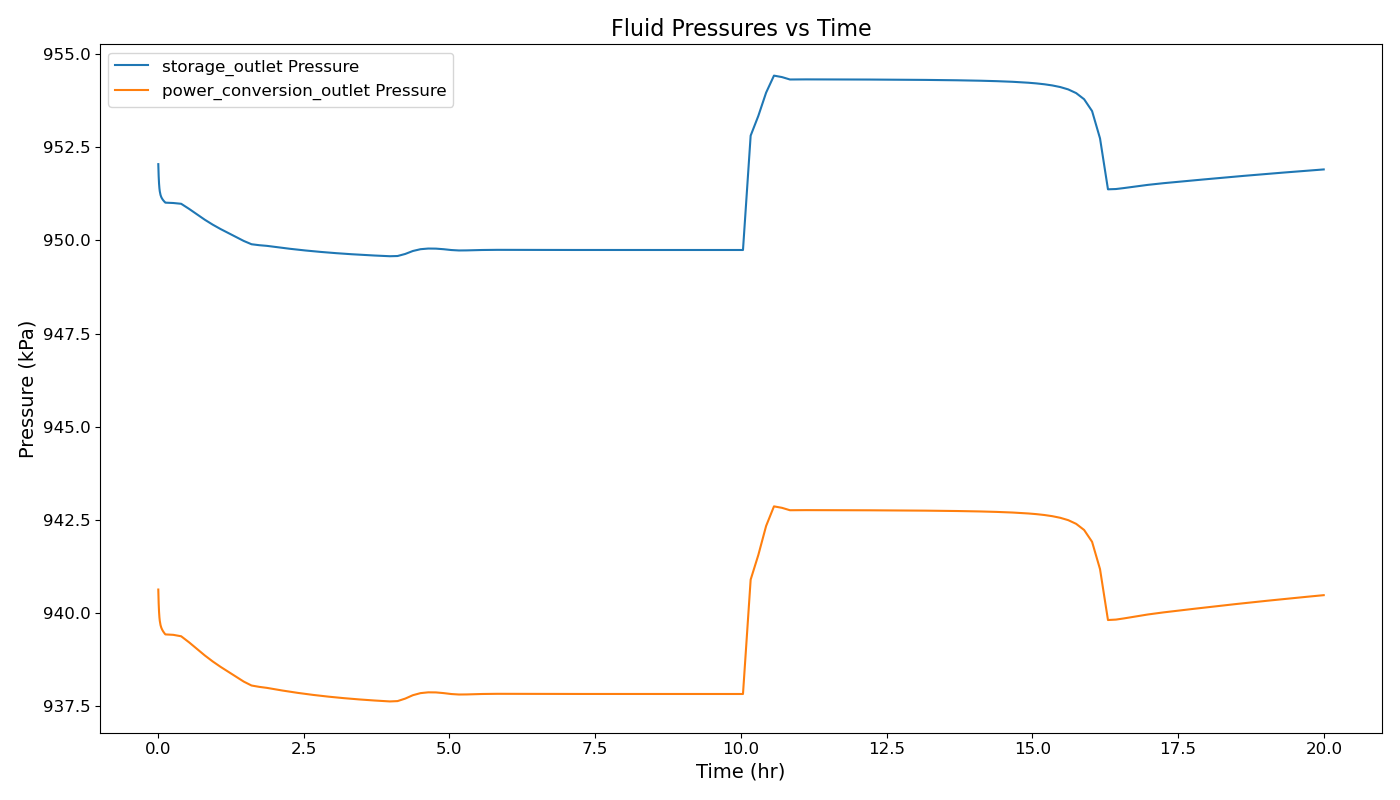 Fluid Pressures vs Time
storage_outlet Pressure
power_conversion_outlet Pressure
Pressure (kPa)
955.0
952.5
950.0
947.5
945.0
942.5
940.0
937.5
0.0 2.5 5.0 7.5 10.0 12.5 15.0 17.5 20.0
Time (hr)